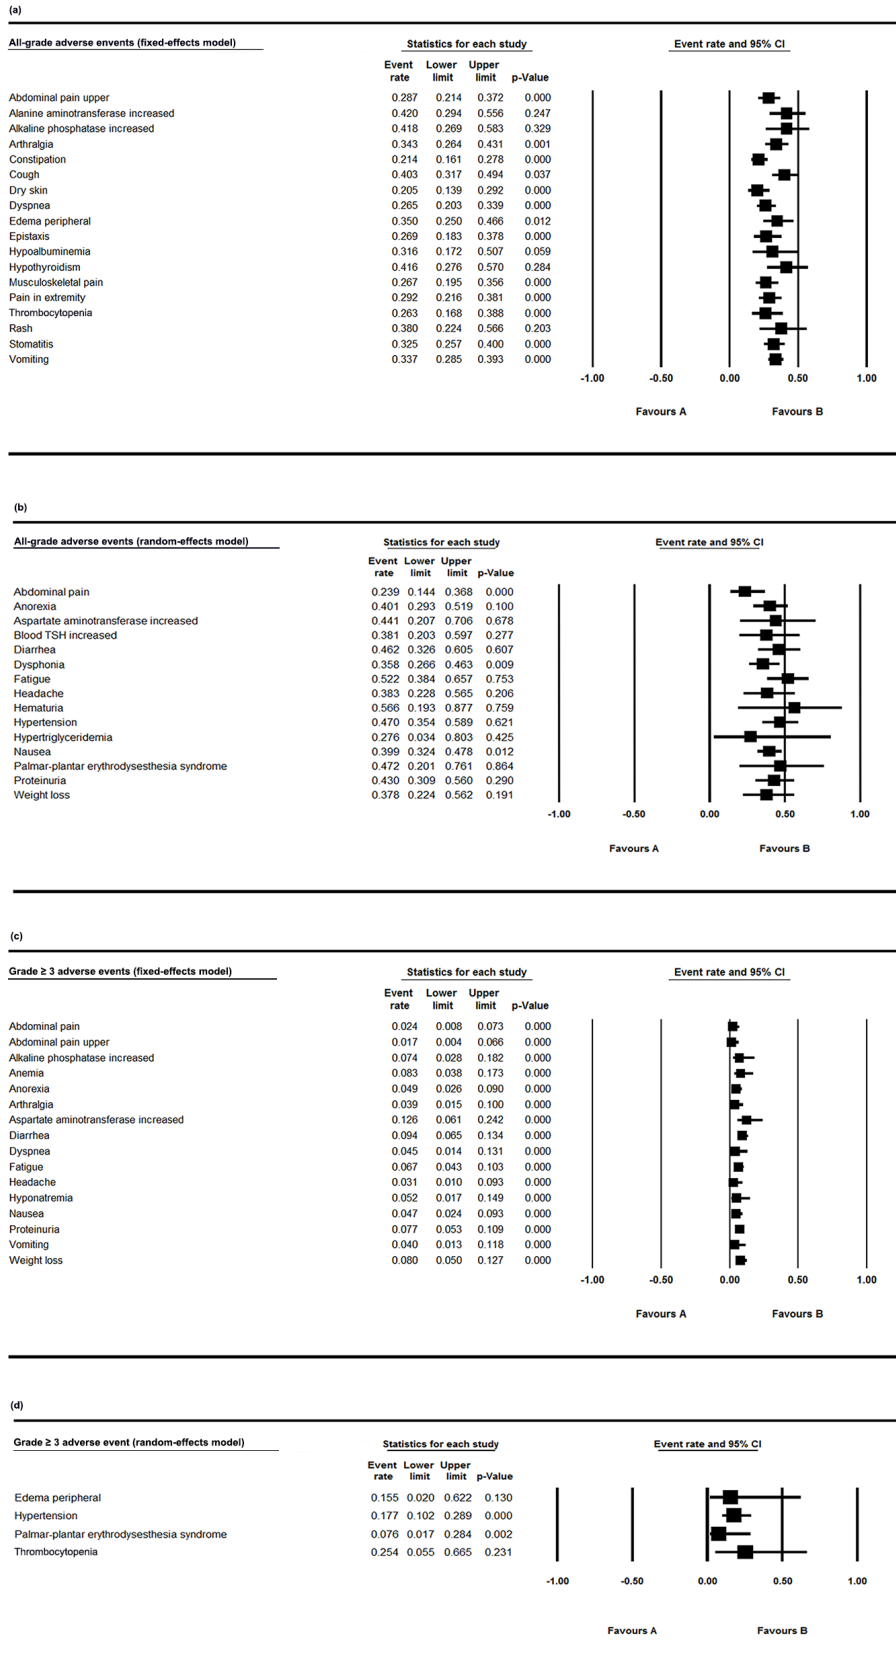 (a)
All-grade adverse envents (fixed-effects model) Statistics for each study Event rate and 95% CI
Event Lower Upper
rate limit limit p-Value
Abdominal pain upper 0.287 0.214 0.372 0.000
Alanine aminotransferase increased 0.420 0.294 0.556 0.247
Alkaline phosphatase increased 0.418 0.269 0.583 0.329
Arthralgia 0.343 0.264 0.431 0.001
Constipation 0.214 0.161 0.278 0.000
Cough 0.403 0.317 0.494 0.037
Dry skin 0.205 0.139 0.292 0.000
Dyspnea 0.265 0.203 0.339 0.000
Edema peripheral 0.350 0.250 0.466 0.012
Epistaxis 0.269 0.183 0.378 0.000
Hypoalbuminemia 0.316 0.172 0.507 0.059
Hypothyroidism 0.416 0.276 0.570 0.284
Musculoskeletal pain 0.267 0.195 0.356 0.000
Pain in extremity 0.292 0.216 0.381 0.000
Thrombocytopenia 0.263 0.168 0.388 0.000
Rash 0.380 0.224 0.566 0.203
Stomatitis 0.325 0.257 0.400 0.000
Vomiting 0.337 0.285 0.393 0.000
-1.00 -0.50 0.00 0.50 1.00
Favours A Favours B
(b)
All-grade adverse events (random-effects model) Statistics for each study Event rate and 95% CI
Event Lower Upper
rate limit limit p-Value
Abdominal pain 0.239 0.144 0.368 0.000
Anorexia 0.401 0.293 0.519 0.100
Aspartate aminotransferase increased 0.441 0.207 0.706 0.678
Blood TSH increased 0.381 0.203 0.597 0.277
Diarrhea 0.462 0.326 0.605 0.607
Dysphonia 0.358 0.266 0.463 0.009
Fatigue 0.522 0.384 0.657 0.753
Headache 0.383 0.228 0.565 0.206
Hematuria 0.566 0.193 0.877 0.759
Hypertension 0.470 0.354 0.589 0.621
Hypertriglyceridemia 0.276 0.034 0.803 0.425
Nausea 0.399 0.324 0.478 0.012
Palmar-plantar erythrodysesthesia syndrome 0.472 0.201 0.761 0.864
Proteinuria 0.430 0.309 0.560 0.290
Weight loss 0.378 0.224 0.562 0.191
-1.00 -0.50 0.00 0.50 1.00
Favours A Favours B
(c)
Grade ≥ 3 adverse events (fixed-effects model) Statistics for each study Event rate and 95% CI
Event Lower Upper
rate limit limit p-Value
Abdominal pain 0.024 0.008 0.073 0.000
Abdominal pain upper 0.017 0.004 0.066 0.000
Alkaline phosphatase increased 0.074 0.028 0.182 0.000
Anemia 0.083 0.038 0.173 0.000
Anorexia 0.049 0.026 0.090 0.000
Arthralgia 0.039 0.015 0.100 0.000
Aspartate aminotransferase increased 0.126 0.061 0.242 0.000
Diarrhea 0.094 0.065 0.134 0.000
Dyspnea 0.045 0.014 0.131 0.000
Fatigue 0.067 0.043 0.103 0.000
Headache 0.031 0.010 0.093 0.000
Hyponatremia 0.052 0.017 0.149 0.000
Nausea 0.047 0.024 0.093 0.000
Proteinuria 0.077 0.053 0.109 0.000
Vomiting 0.040 0.013 0.118 0.000
Weight loss 0.080 0.050 0.127 0.000
-1.00 -0.50 0.00 0.50 1.00
Favours A Favours B
(d)
Grade ≥ 3 adverse event (random-effects model) Statistics for each study Event rate and 95% CI
Event Lower Upper
rate limit limit p-Value
Edema peripheral 0.155 0.020 0.622 0.130
Hypertension 0.177 0.102 0.289 0.000
Palmar-plantar erythrodysesthesia syndrome 0.076 0.017 0.284 0.002
Thrombocytopenia 0.254 0.055 0.665 0.231
-1.00 -0.50 0.00 0.50 1.00
Favours A Favours B